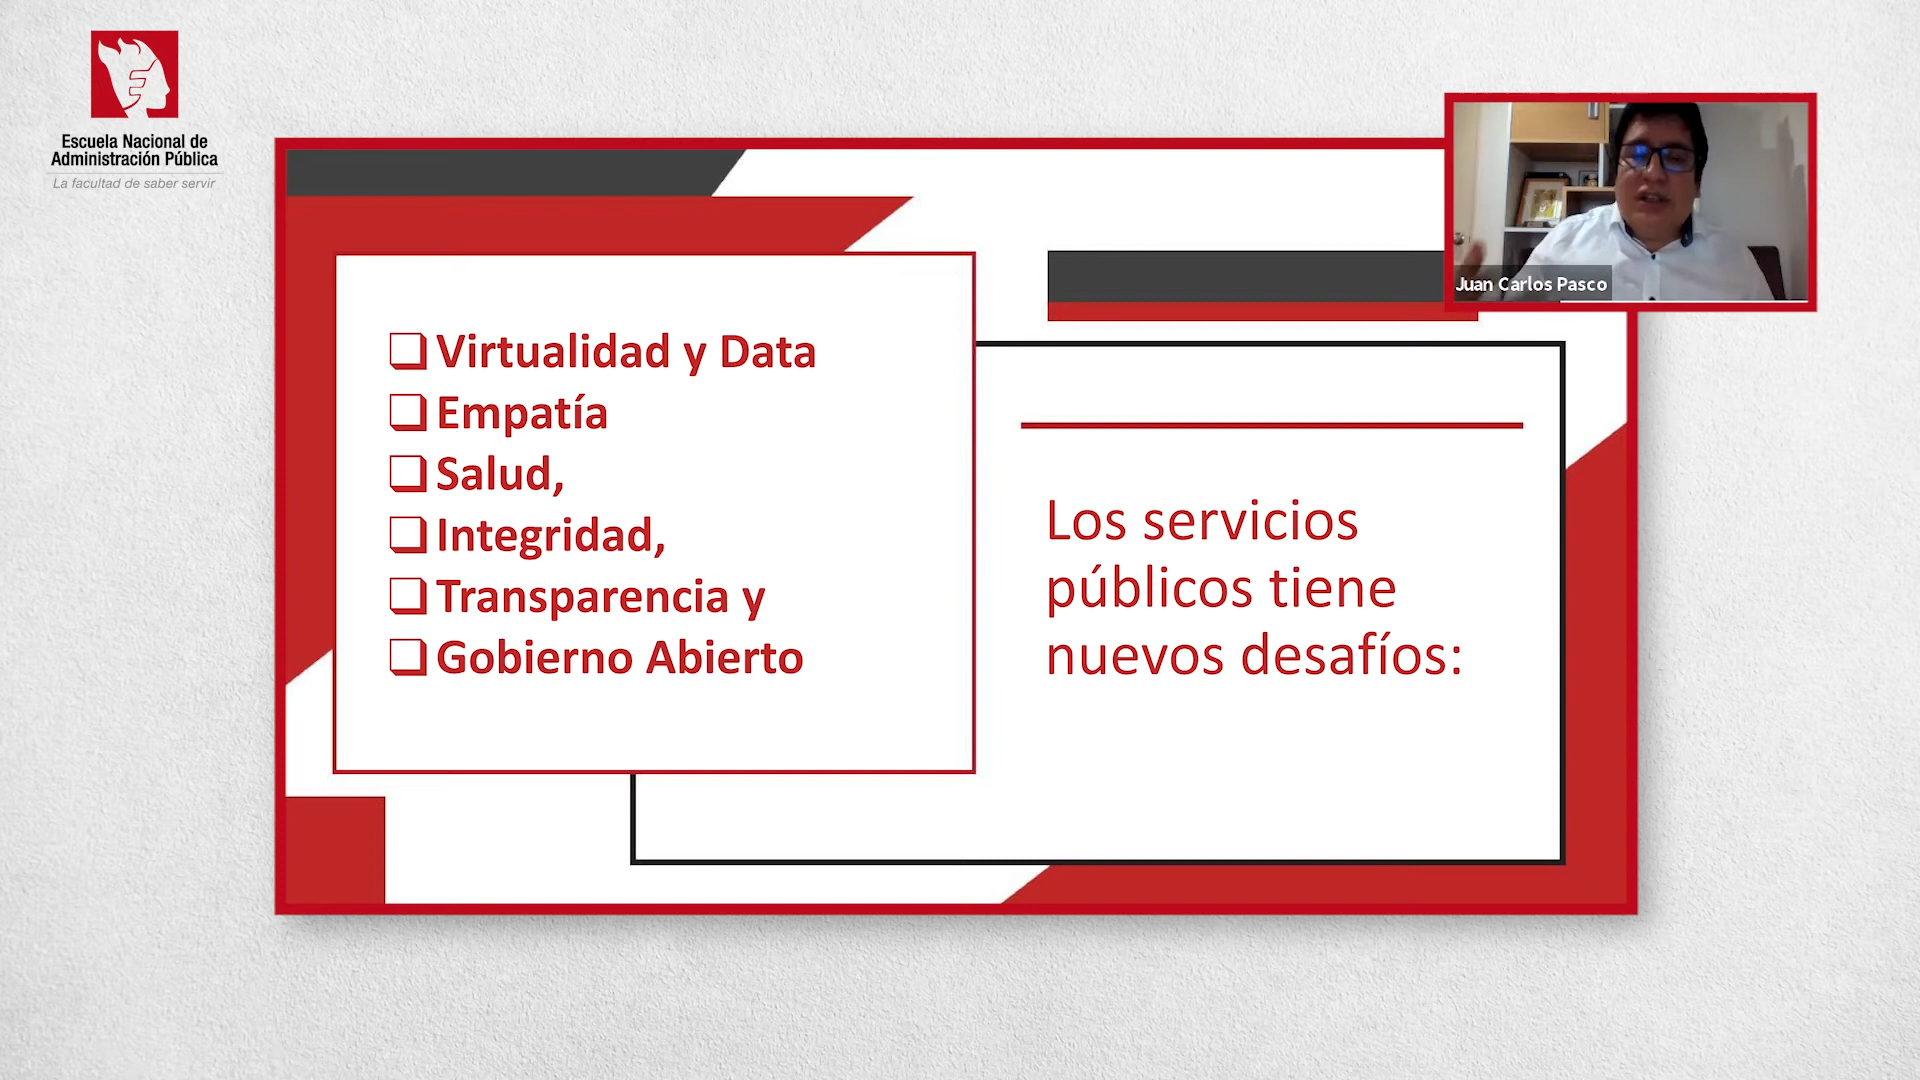 Escuela Nacional de
Administración Pública
La facultad de saber servir
Juan Carlos Pasco
Virtualidad y Data
Empatía
Salud,
Integridad,
Transparencia y
Gobierno Abierto
Los servicios
públicos tiene
nuevos desafíos: